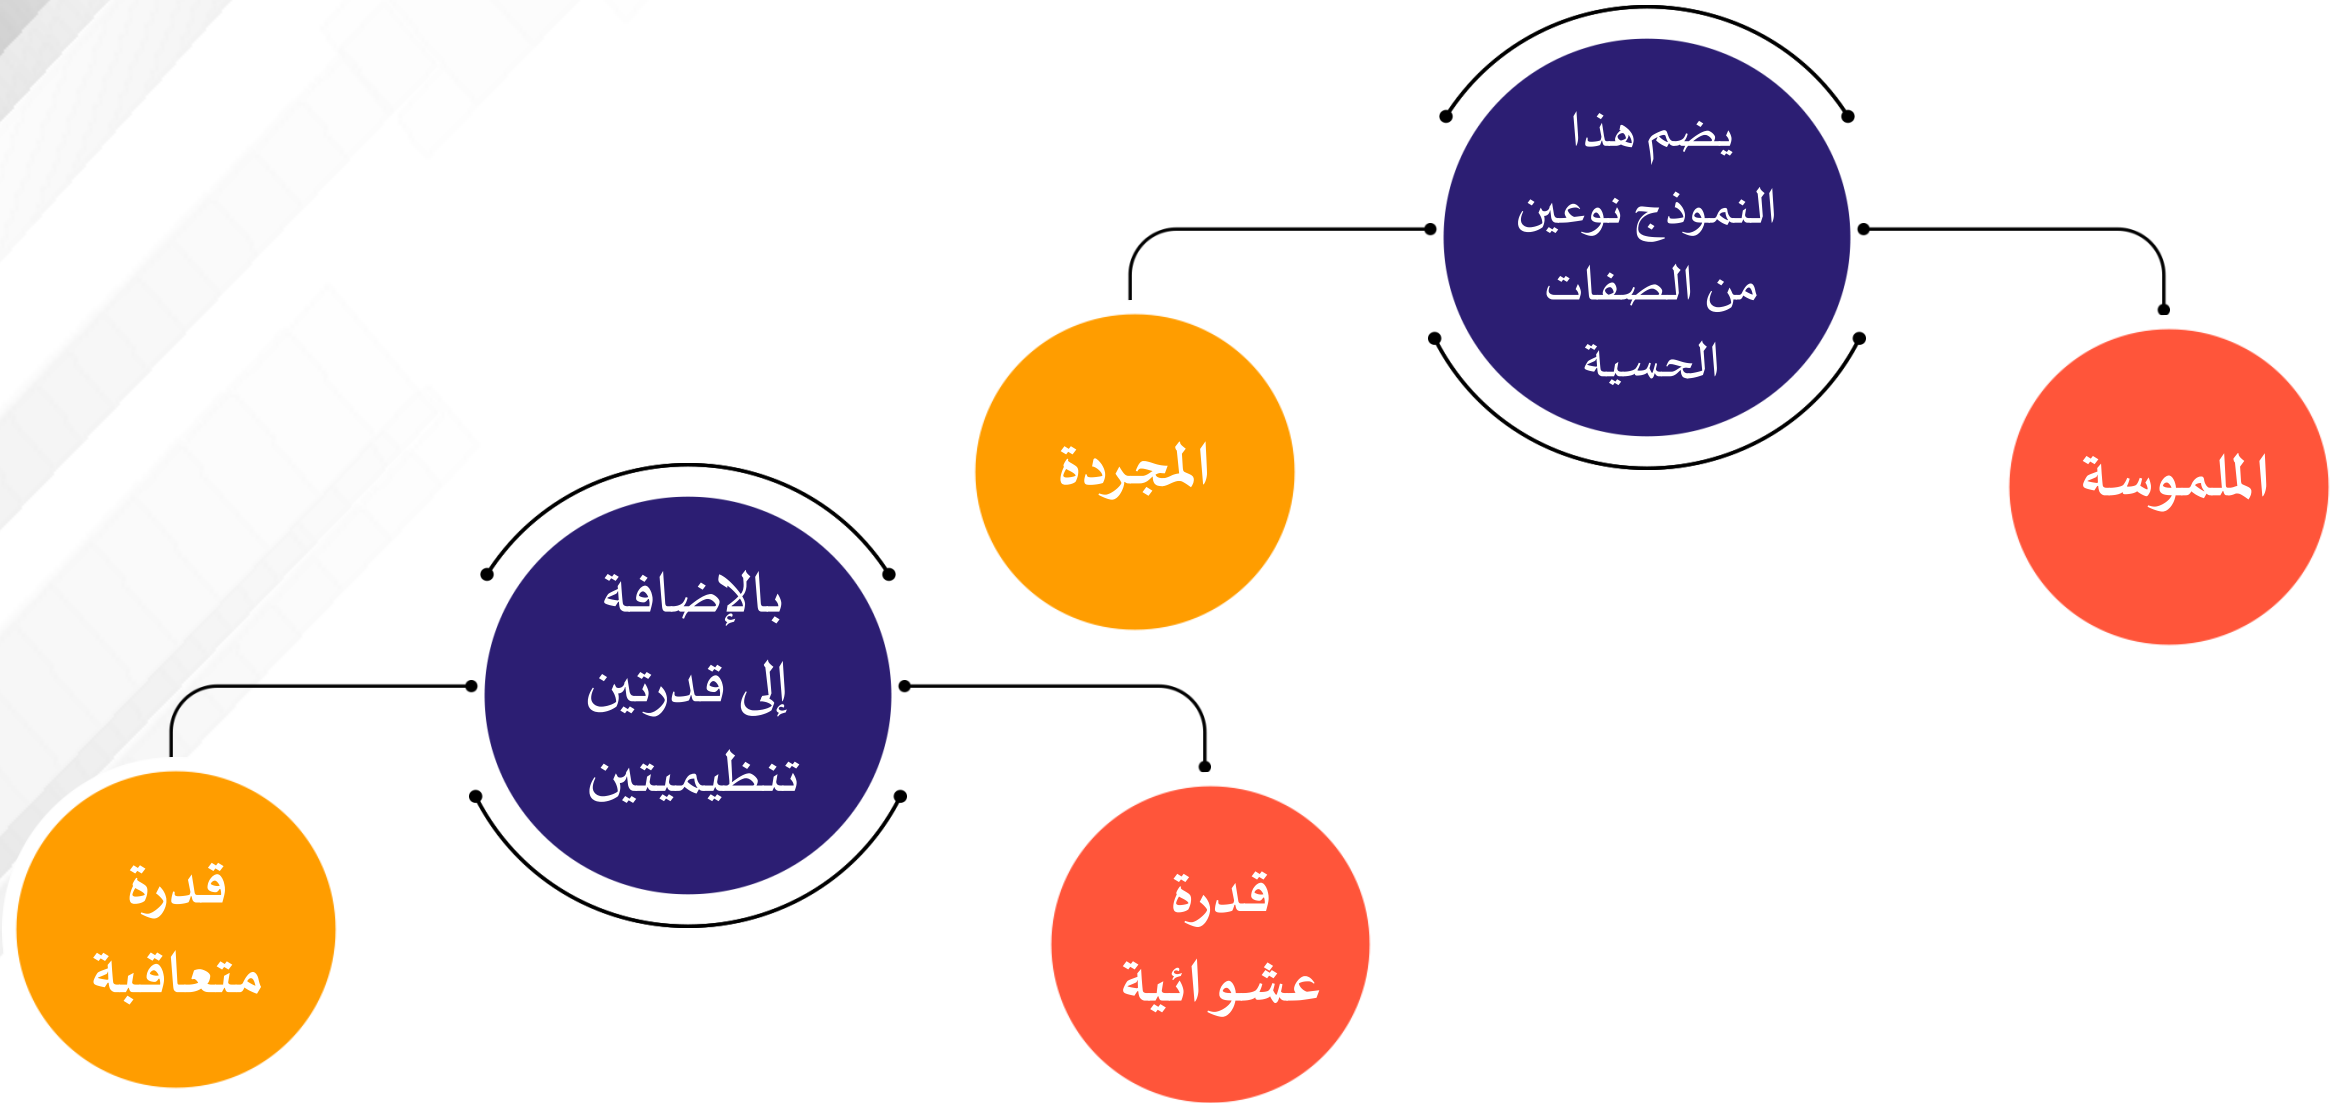 يضم هذا
النموذج نوعين
من الصفات
الحسية
الملموسة
المجردة
بالإضافة
إلى قدرتين
تنظيميتين
قدرة
عشوائية
قدرة
متعاقبة